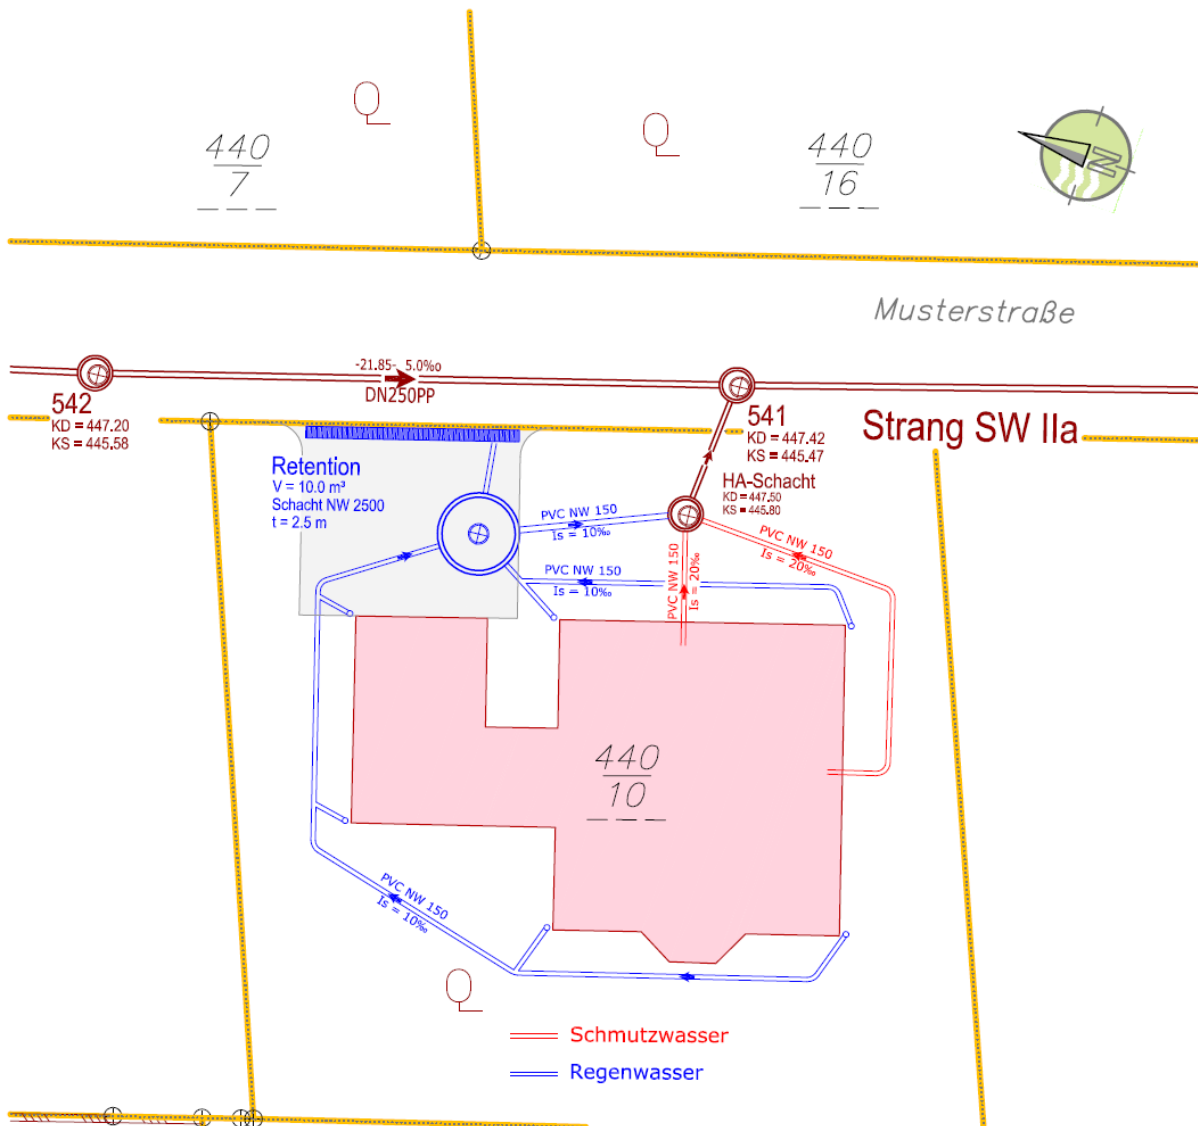 440
7
440
16
N
Musterstraße
-21.85- 5.0‰
DN250PP
542
KD = 447.20
KS = 445.58
541
KD = 447.42
KS = 445.47
Strang SW IIa
Retention
V = 10.0 m³
Schacht NW 2500
t = 2.5 m
HA-Schacht
KD = 447.50
KS = 445.80
PVC NW 150
Is = 10‰
PVC NW 150
Is = 20‰
PVC NW 150
Is = 10‰
PVC NW 150
Is = 20‰
440
10
PVC NW 150
Is = 10‰
Schmutzwasser
Regenwasser